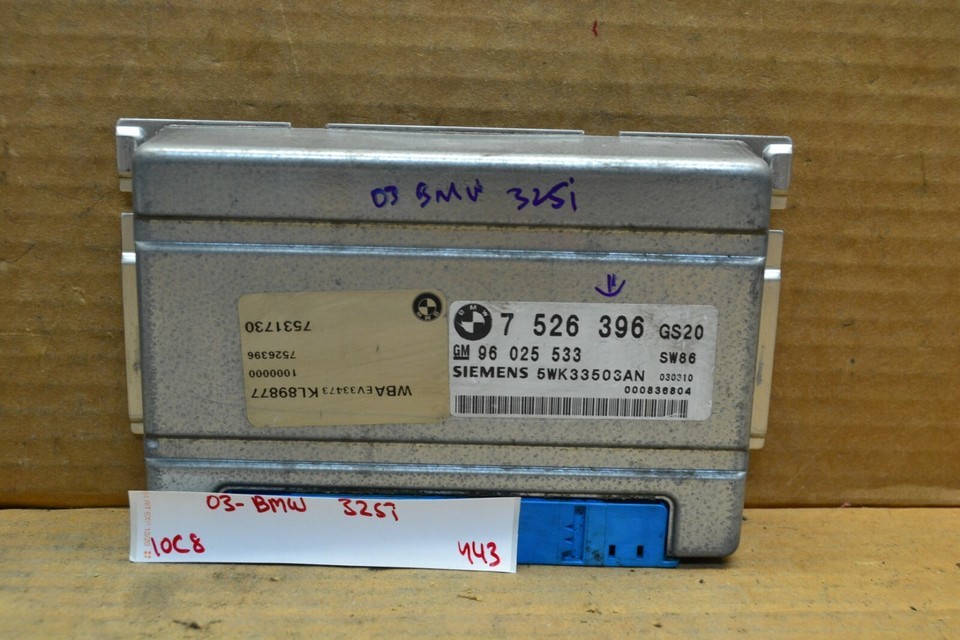 03 BMW 325i
BMW 7 526 396 GS20
GM 96 025 533 SW86
SIEMENS 5WK33503AN 030310
000836804
WBAEV33473KL89877
1000000
7526396
7531730
03-BMW 325i
10C8 443